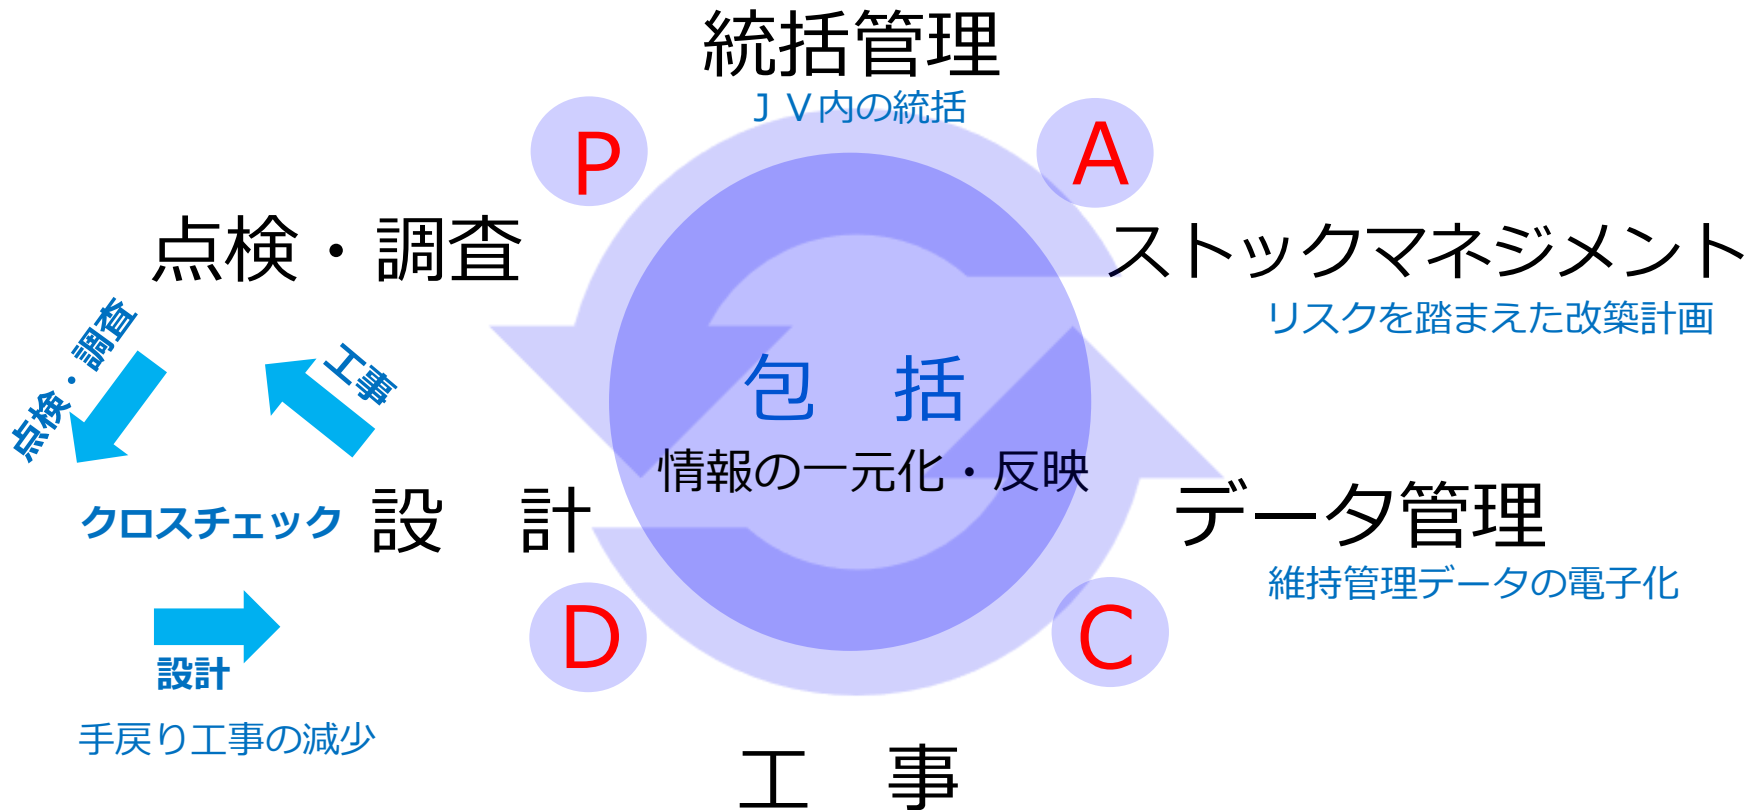 統括管理
ＪＶ内の統括
P
A
点検・調査
ストックマネジメント
リスクを踏まえた改築計画
点検・調査
工事
包　括
情報の一元化・反映
クロスチェック
設　計
データ管理
維持管理データの電子化
D
C
設計
手戻り工事の減少
工　事